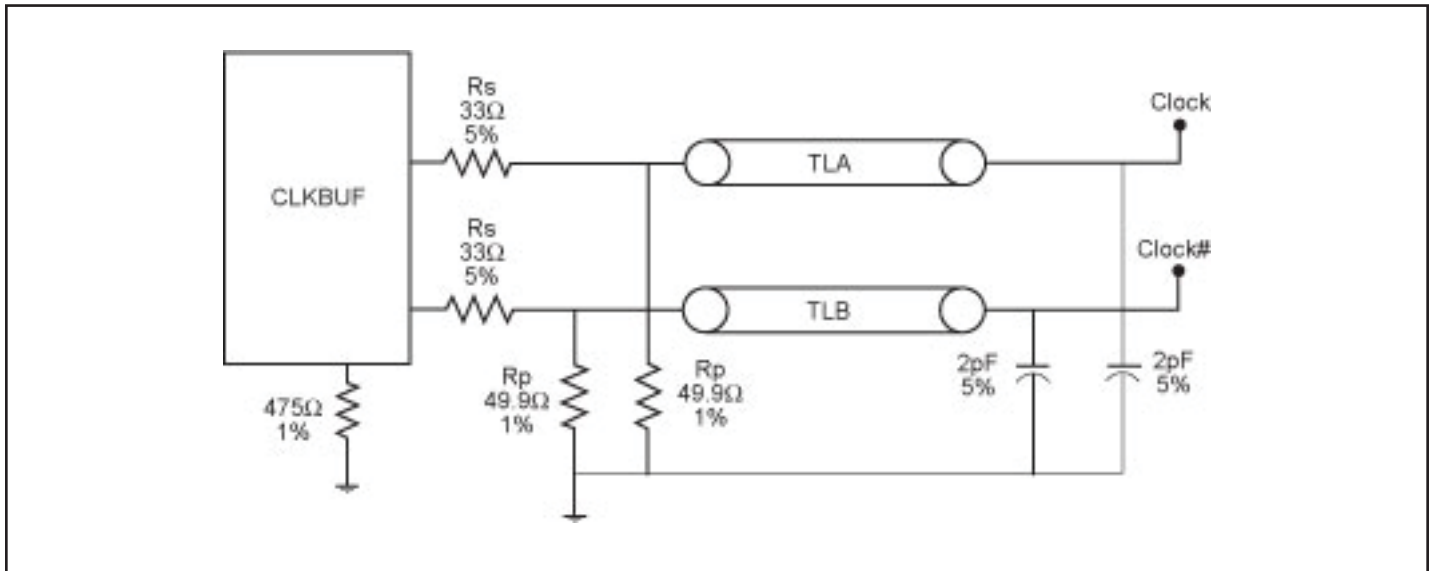 Rs
33Ω
5%
Clock
TLA
CLKBUF
Rs
33Ω
5%
Clock#
TLB
475Ω
1%
Rp
49.9Ω
1%
Rp
49.9Ω
1%
2pF
5%
2pF
5%